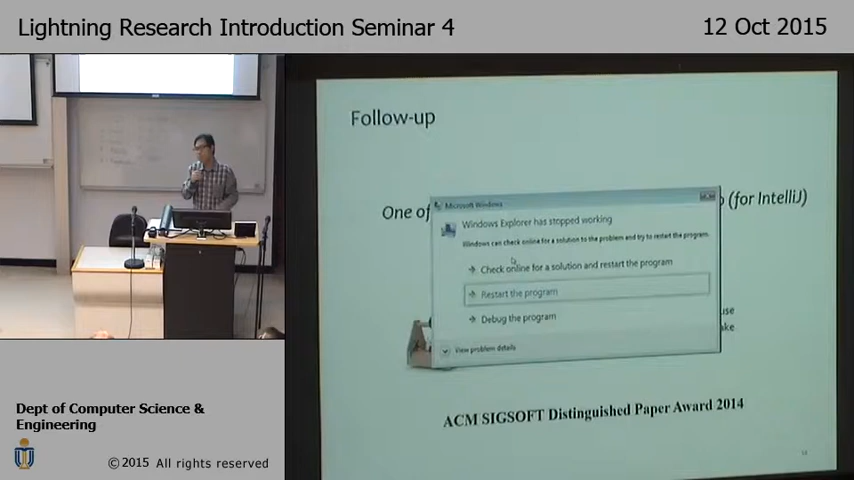 Lightning Research Introduction Seminar 4
12 Oct 2015
Follow-up
One of
(for IntelliJ)
Microsoft Windows
Windows Explorer has stopped working
Windows can check online for a solution to the problem and try to restart the program.
Check online for a solution and restart the program
Restart the program
Debug the program
View problem details
ACM SIGSOFT Distinguished Paper Award 2014
Dept of Computer Science &
Engineering
© 2015 All rights reserved